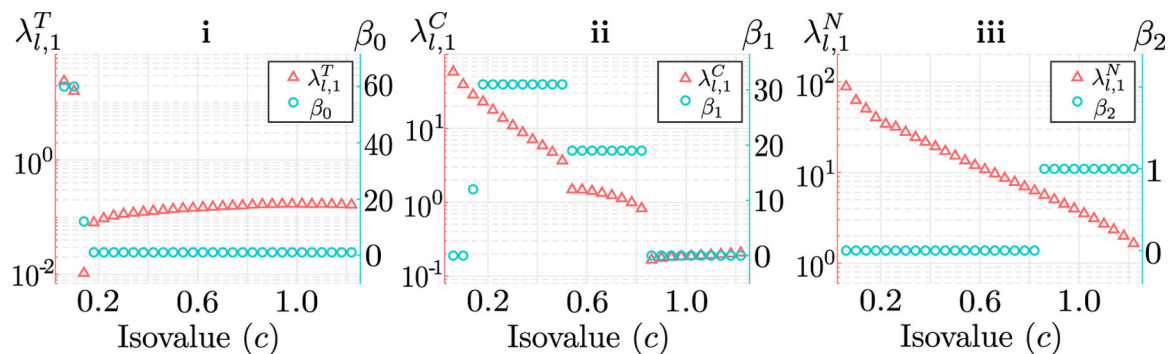 λ^T_{l,1} i β_0
λ^T_{l,1}
β_0
10^0
10^{-2}
60
40
20
0
0.2 0.6 1.0
Isovalue (c)
λ^C_{l,1} ii β_1
λ^C_{l,1}
β_1
10^1
10^0
10^{-1}
30
20
10
0
0.2 0.6 1.0
Isovalue (c)
λ^N_{l,1} iii β_2
λ^N_{l,1}
β_2
10^2
10^1
10^0
1
0
0.2 0.6 1.0
Isovalue (c)